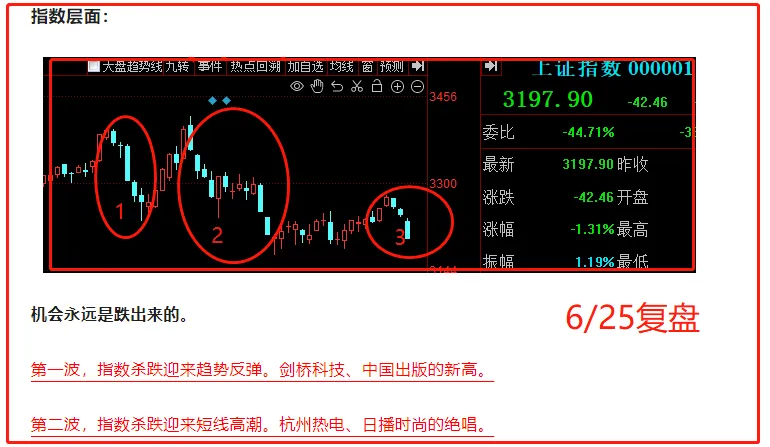 指数层面：
大盘趋势线 九转 事件 热点回溯 加自选 均线 窗 预测
上证指数 000001
3456
3197.90 -42.46
委比 -44.71%
3300
最新 3197.90 昨收
涨跌 -42.46 开盘
涨幅 -1.31% 最高
振幅 1.19% 最低
3144
1
2
3
机会永远是跌出来的。
6/25复盘
第一波，指数杀跌迎来趋势反弹。剑桥科技、中国出版的新高。
第二波，指数杀跌迎来短线高潮。杭州热电、日播时尚的绝唱。